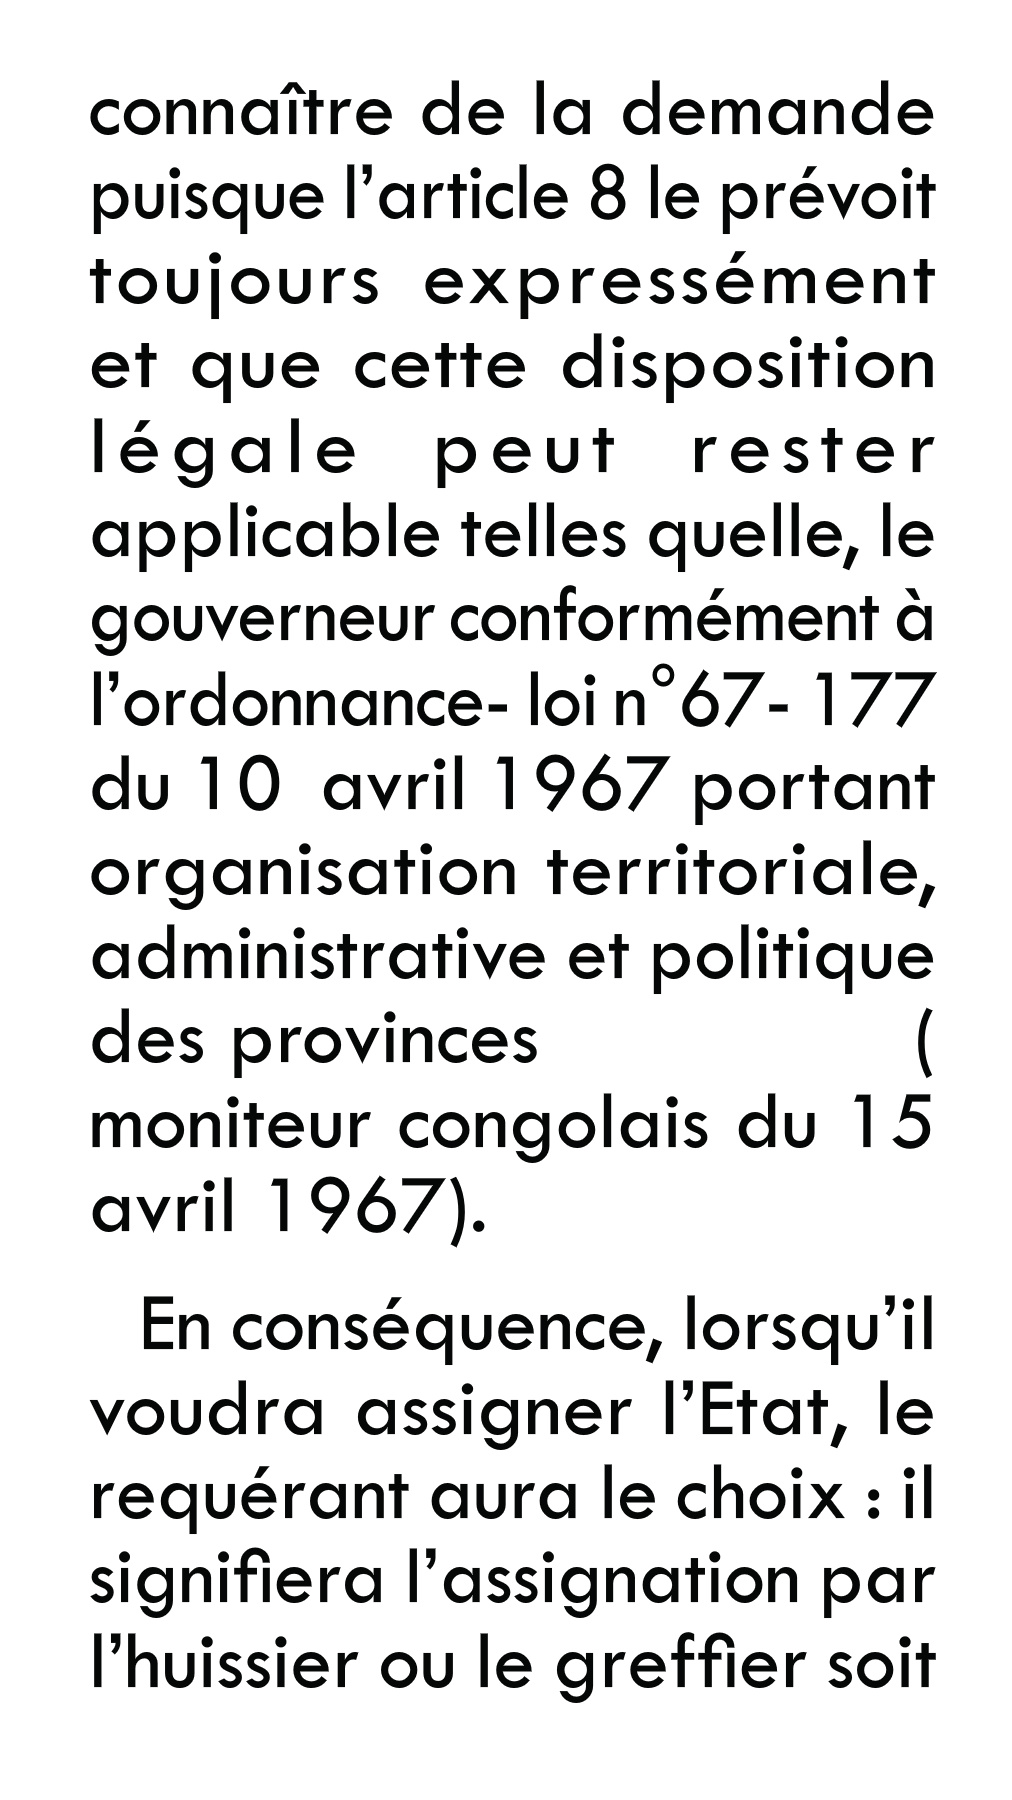 connaître de la demande
puisque l’article 8 le prévoit
toujours expressément
et que cette disposition
légale peut rester
applicable telles quelle, le
gouverneur conformément à
l’ordonnance- loi n°67- 177
du 10 avril 1967 portant
organisation territoriale,
administrative et politique
des provinces (
moniteur congolais du 15
avril 1967).
En conséquence, lorsqu’il
voudra assigner l’Etat, le
requérant aura le choix : il
signifiera l’assignation par
l’huissier ou le greffier soit